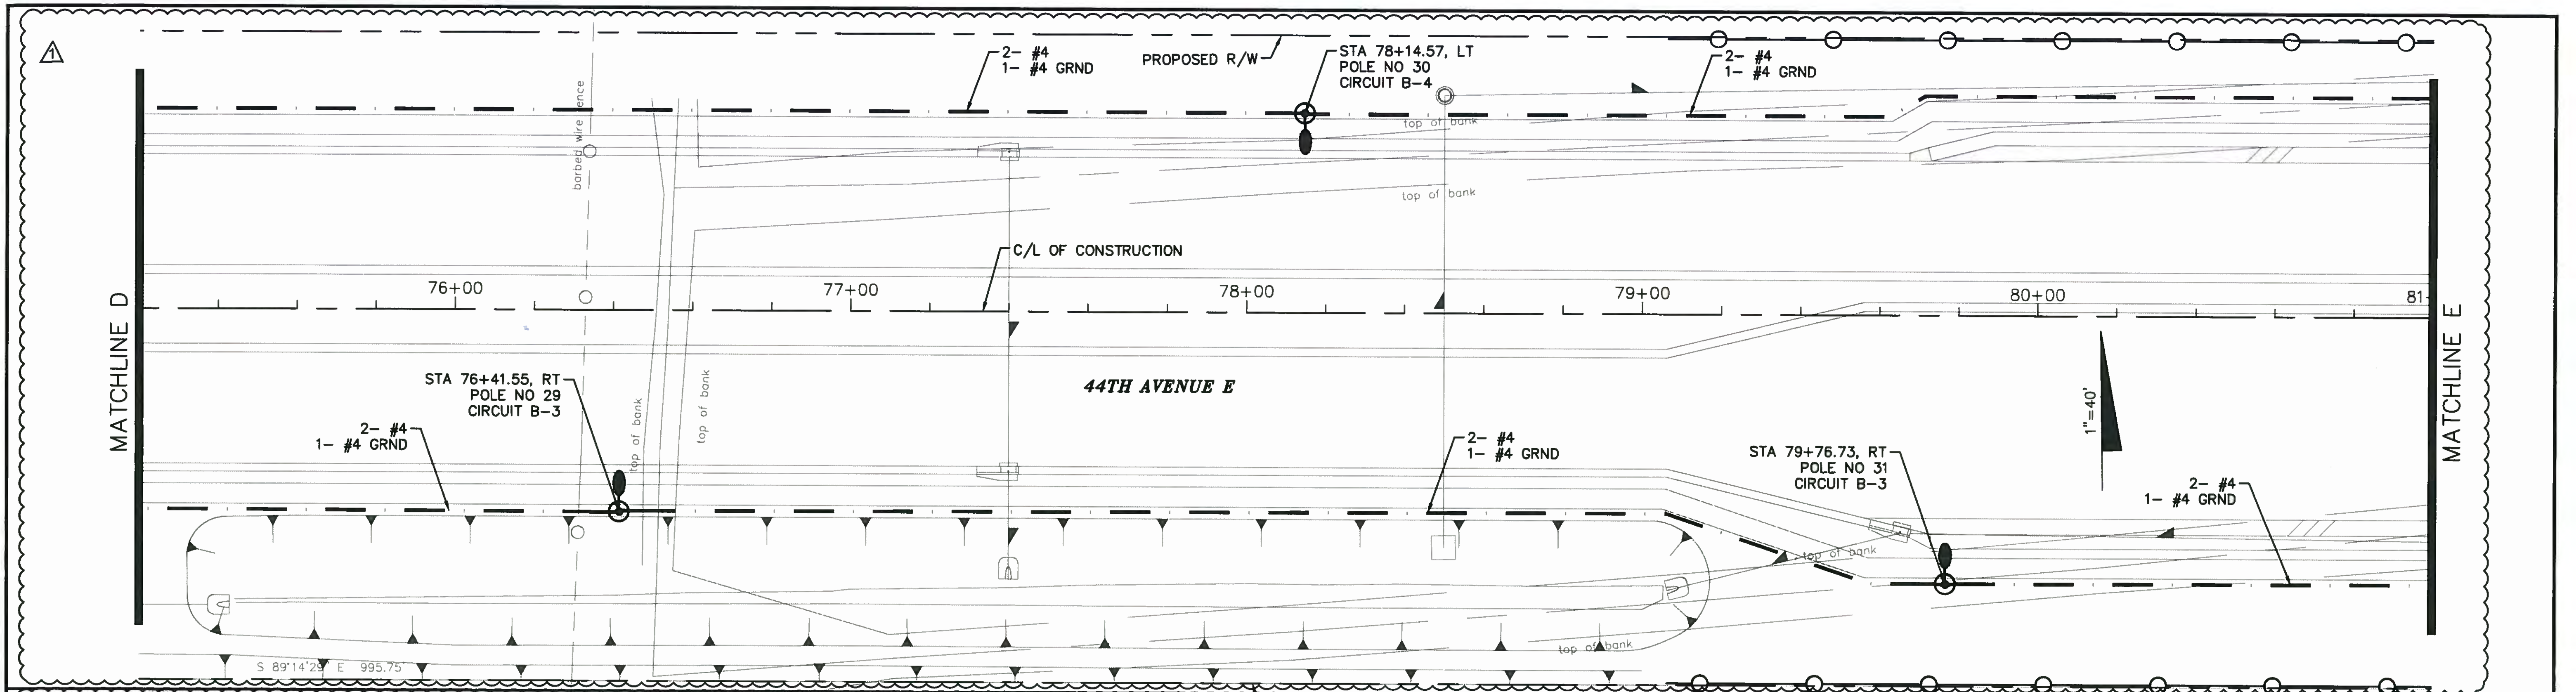 1
2- #4
1- #4 GRND
PROPOSED R/W
STA 78+14.57, LT
POLE NO 30
CIRCUIT B-4
2- #4
1- #4 GRND
barbed wire fence
top of bank
top of bank
C/L OF CONSTRUCTION
76+00
77+00
78+00
79+00
80+00
81+
MATCHLINE D
MATCHLINE E
44TH AVENUE E
1"=40'
STA 76+41.55, RT
POLE NO 29
CIRCUIT B-3
2- #4
1- #4 GRND
top of bank
top of bank
2- #4
1- #4 GRND
STA 79+76.73, RT
POLE NO 31
CIRCUIT B-3
2- #4
1- #4 GRND
top of bank
top of bank
S 89°14'29" E 995.75'